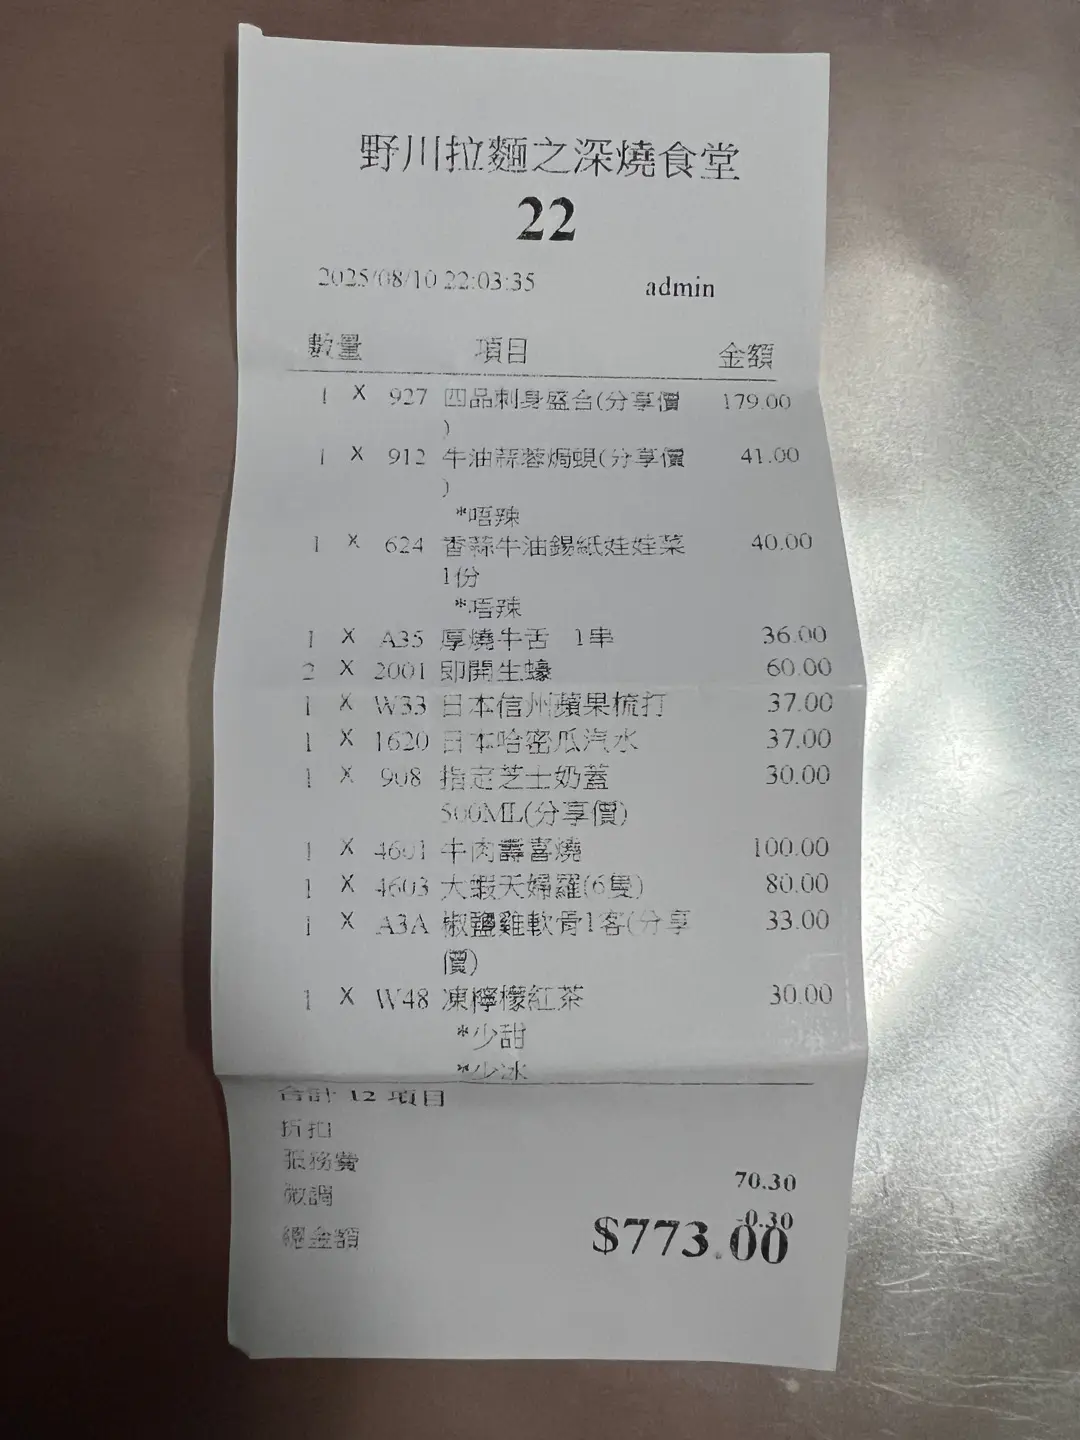 野川拉麵之深燒食堂
22
2025/08/10 22:03:35 admin
數量 項目 金額
1 X 927 四品刺身盛合(分享價 179.00
)
1 X 912 牛油蒜蓉焗蜆(分享價 41.00
)
*唔辣
1 X 624 香蒜牛油錫紙娃娃菜 40.00
1份
*唔辣
1 X A35 厚燒牛舌 1串 36.00
2 X 2001 即開生蠔 60.00
1 X W33 日本信州蘋果梳打 37.00
1 X 1620 日本哈密瓜汽水 37.00
1 X 908 指定芝士奶蓋 30.00
500ML(分享價)
1 X 4601 牛肉壽喜燒 100.00
1 X 4603 大蝦天婦羅(6隻) 80.00
1 X A3A 椒鹽雞軟骨1客(分享 33.00
價)
1 X W48 凍檸檬紅茶 30.00
*少甜
*少冰
合計 12 項目
折扣
服務費 70.30
微調 -0.30
總金額 $773.00